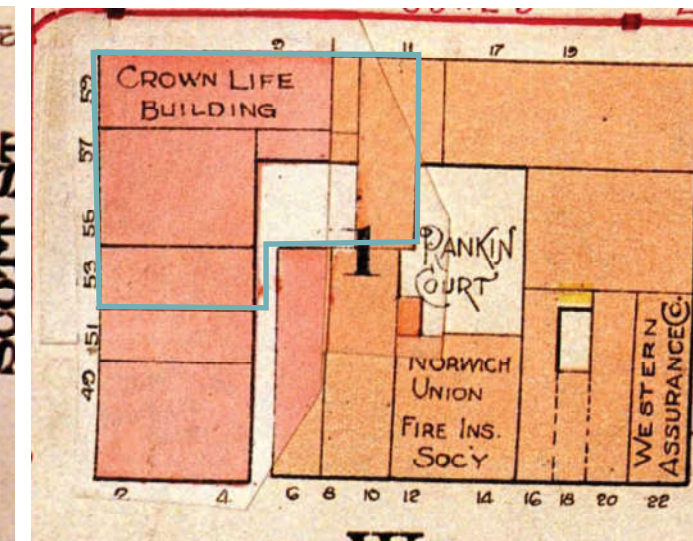 9 11 17 19
CROWN LIFE
BUILDING
59
57
55
53
51
49
1
RANKIN
COURT
NORWICH
UNION
FIRE INS.
SOCY
WESTERN
ASSURANCE Co.
2 4 6 8 10 12 14 16 18 20 22